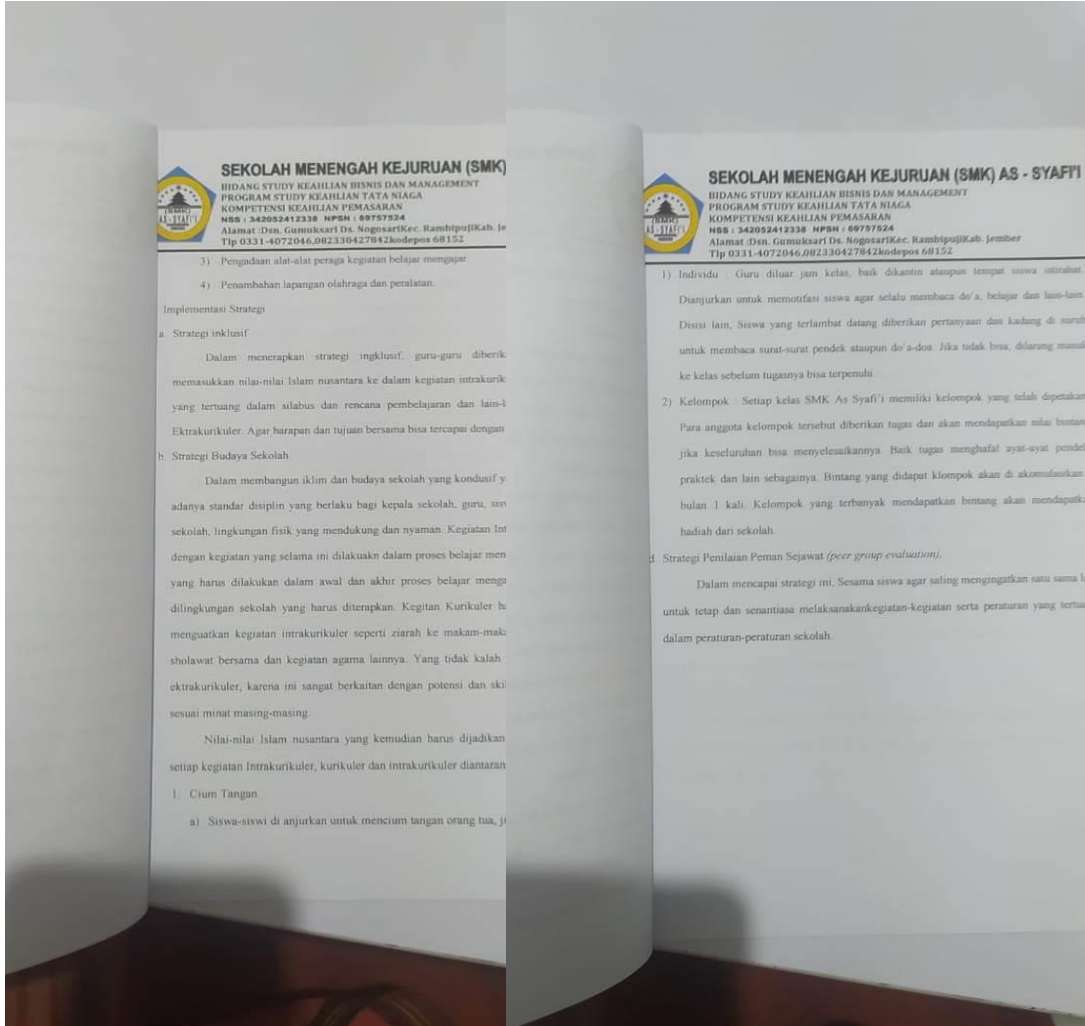 SEKOLAH MENENGAH KEJURUAN (SMK)
BIDANG STUDY KEAHLIAN BISNIS DAN MANAGEMENT
PROGRAM STUDY KEAHLIAN TATA NIAGA
KOMPETENSI KEAHLIAN PEMASARAN
NSS : 342052412338 NPSN : 69757524
Alamat :Dsn. Gumuksari Ds. NogosariKec. RambipujiKab. Je
Tlp 0331-4072046,082330427842kodepos 68152
(SMK)
AS-SYAFI'I
3) Pengadaan alat-alat peraga kegiatan belajar mengajar.
4) Penambahan lapangan olahraga dan peralatan.
Implementasi Strategi
a. Strategi inklusif
Dalam menerapkan strategi ingklusif, guru-guru diberik
memasukkan nilai-nilai Islam nusantara ke dalam kegiatan intrakurik
yang tertuang dalam silabus dan rencana pembelajaran dan lain-l
Ektrakurikuler. Agar harapan dan tujuan bersama bisa tercapai dengan
b. Strategi Budaya Sekolah
Dalam membangun iklim dan budaya sekolah yang kondusif y
adanya standar disiplin yang berlaku bagi kepala sekolah, guru, sis
sekolah, lingkungan fisik yang mendukung dan nyaman. Kegiatan Int
dengan kegiatan yang selama ini dilakuakn dalam proses belajar men
yang harus dilakukan dalam awal dan akhir proses belajar menga
dilingkungan sekolah yang harus diterapkan. Kegitan Kurikuler ha
menguatkan kegiatan intrakurikuler seperti ziarah ke makam-maka
sholawat bersama dan kegiatan agama lainnya. Yang tidak kalah
ektrakurikuler, karena ini sangat berkaitan dengan potensi dan skil
sesuai minat masing-masing.
Nilai-nilai Islam nusantara yang kemudian harus dijadikan
setiap kegiatan Intrakurikuler, kurikuler dan intrakurikuler diantaran
1. Cium Tangan
a) Siswa-siswi di anjurkan untuk mencium tangan orang tua, ji
SEKOLAH MENENGAH KEJURUAN (SMK) AS - SYAFI'I
BIDANG STUDY KEAHLIAN BISNIS DAN MANAGEMENT
PROGRAM STUDY KEAHLIAN TATA NIAGA
KOMPETENSI KEAHLIAN PEMASARAN
NSS : 342052412338 NPSN : 69757524
Alamat :Dsn. Gumuksari Ds. NogosariKec. RambipujiKab. Jember
Tlp 0331-4072046,082330427842kodepos 68152
(SMK)
AS-SYAFI'I
1) Individu : Guru diluar jam kelas, baik dikantin ataupun tempat siswa istirahat.
Dianjurkan untuk memotifasi siswa agar selalu membaca do'a, belajar dan lain-lain.
Disisi lain, Siswa yang terlambat datang diberikan pertanyaan dan kadang di suruh
untuk membaca surat-surat pendek ataupun do'a-doa. Jika tidak bisa, dilarang masuk
ke kelas sebelum tugasnya bisa terpenuhi.
2) Kelompok : Setiap kelas SMK As Syafi'i memiliki kelompok yang telah dipetakan.
Para anggota kelompok tersebut diberikan tugas dan akan mendapatkan nilai bintang
jika keseluruhan bisa menyelesaikannya. Baik tugas menghafal ayat-ayat pendek
praktek dan lain sebagainya. Bintang yang didapat klompok akan di akomulasikan
bulan 1 kali. Kelompok yang terbanyak mendapatkan bintang akan mendapatka
hadiah dari sekolah.
d. Strategi Penilaian Peman Sejawat (peer group evaluation).
Dalam mencapai strategi ini, Sesama siswa agar saling mengingatkan satu sama l
untuk tetap dan senantiasa melaksanakankegiatan-kegiatan serta peraturan yang tertua
dalam peraturan-peraturan sekolah.